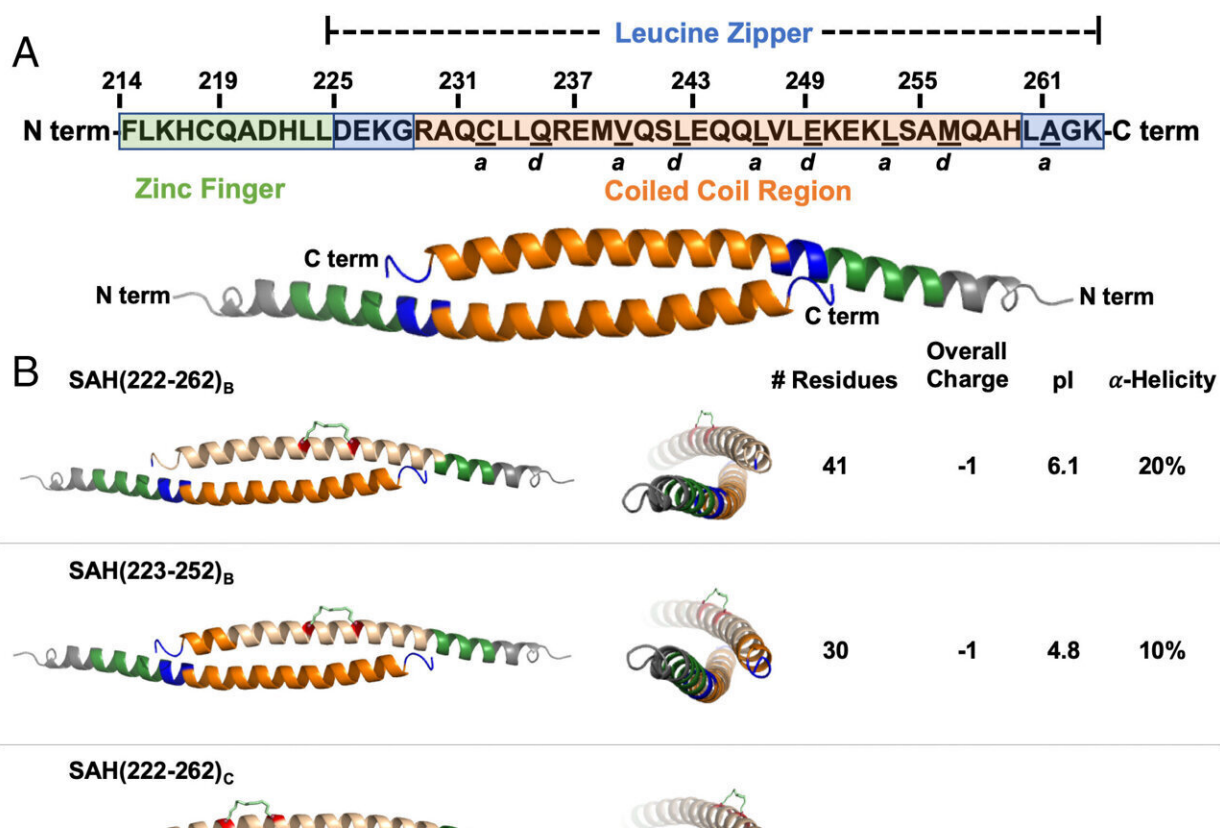 A
Leucine Zipper
214 219 225 231 237 243 249 255 261
N term-FLKHCQADHLLDEKGRAQCLLQREMVQSLEQQLVLEKEKLSAMQAHLAGK-C term
a d a d a d a d a
Zinc Finger
Coiled Coil Region
C term
N term
N term
C term
B
SAH(222-262)B
# Residues
Overall
Charge
pI
α-Helicity
41 -1 6.1 20%
SAH(223-252)B
30 -1 4.8 10%
SAH(222-262)C